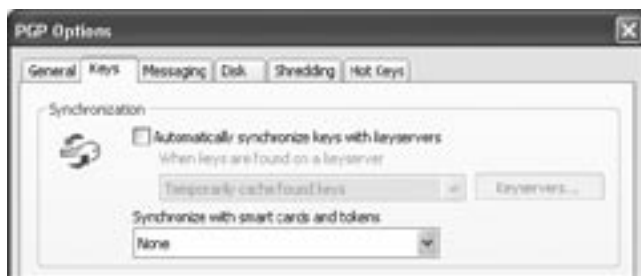 PGP Options
General Keys Messaging Disk Shredding Hot Keys
Synchronization
Automatically synchronize keys with keyservers
When keys are found on a keyserver
Temporarily cache found keys
Keyservers...
Synchronize with smart cards and tokens
None